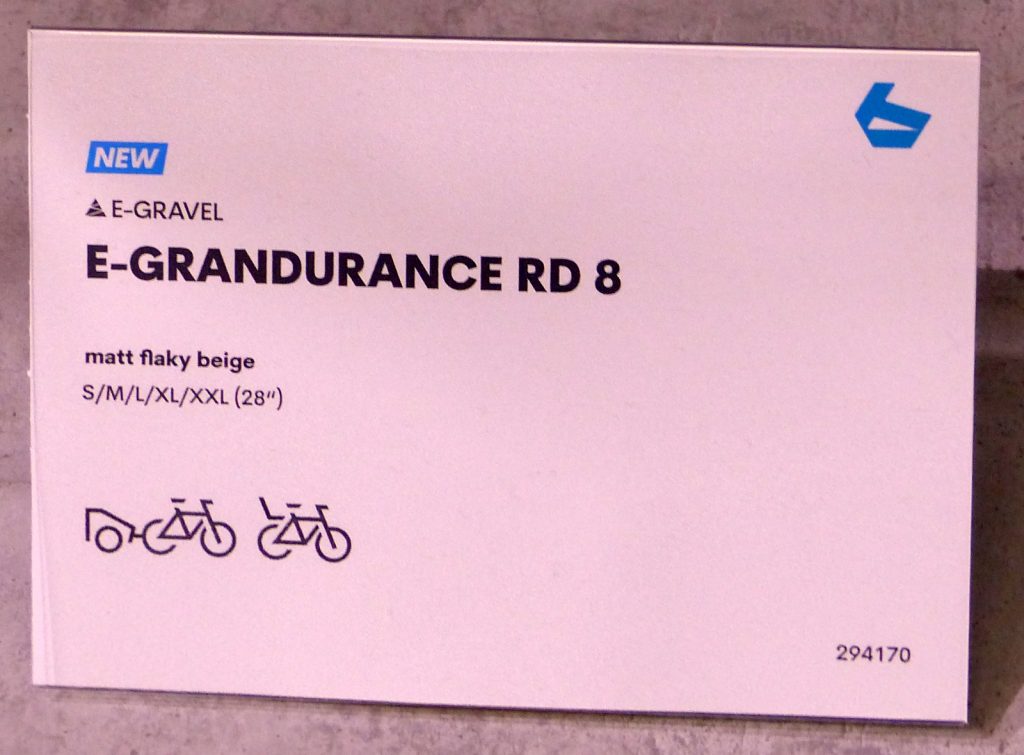 NEW
E-GRAVEL
E-GRANDURANCE RD 8
matt flaky beige
S/M/L/XL/XXL (28“)
294170